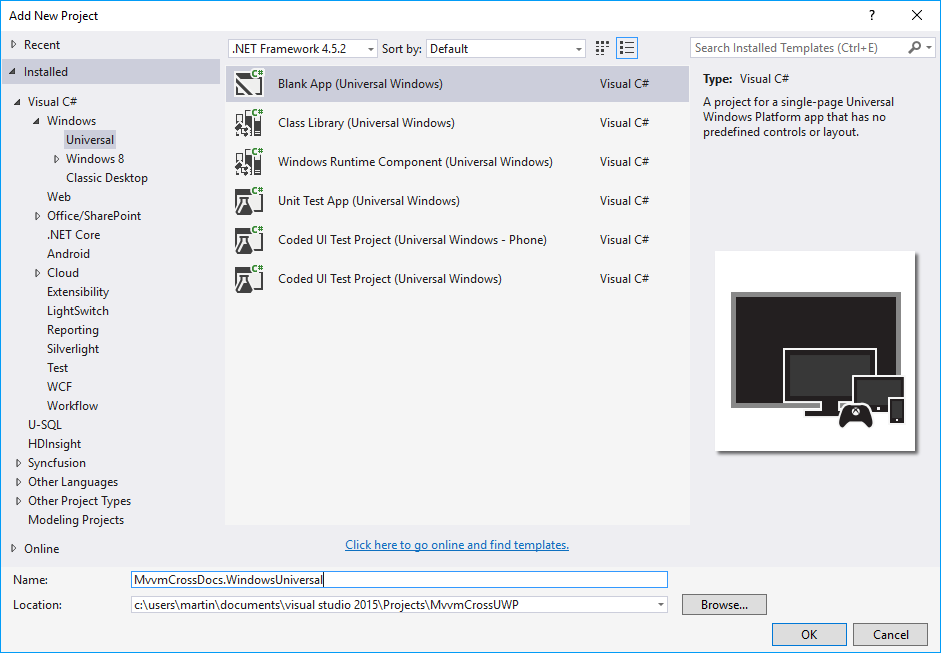 Add New Project
?
Recent
.NET Framework 4.5.2
Sort by:
Default
Search Installed Templates (Ctrl+E)
Installed
Visual C#
Windows
Universal
Windows 8
Classic Desktop
Web
Office/SharePoint
.NET Core
Android
Cloud
Extensibility
LightSwitch
Reporting
Silverlight
Test
WCF
Workflow
U-SQL
HDInsight
Syncfusion
Other Languages
Other Project Types
Modeling Projects
Online
C# Blank App (Universal Windows) Visual C#
C# Class Library (Universal Windows) Visual C#
C# Windows Runtime Component (Universal Windows) Visual C#
C# Unit Test App (Universal Windows) Visual C#
C# Coded UI Test Project (Universal Windows - Phone) Visual C#
C# Coded UI Test Project (Universal Windows) Visual C#
Click here to go online and find templates.
Type: Visual C#
A project for a single-page Universal
Windows Platform app that has no
predefined controls or layout.
Name: MvvmCrossDocs.WindowsUniversal
Location: c:\users\martin\documents\visual studio 2015\Projects\MvvmCrossUWP
Browse...
OK
Cancel